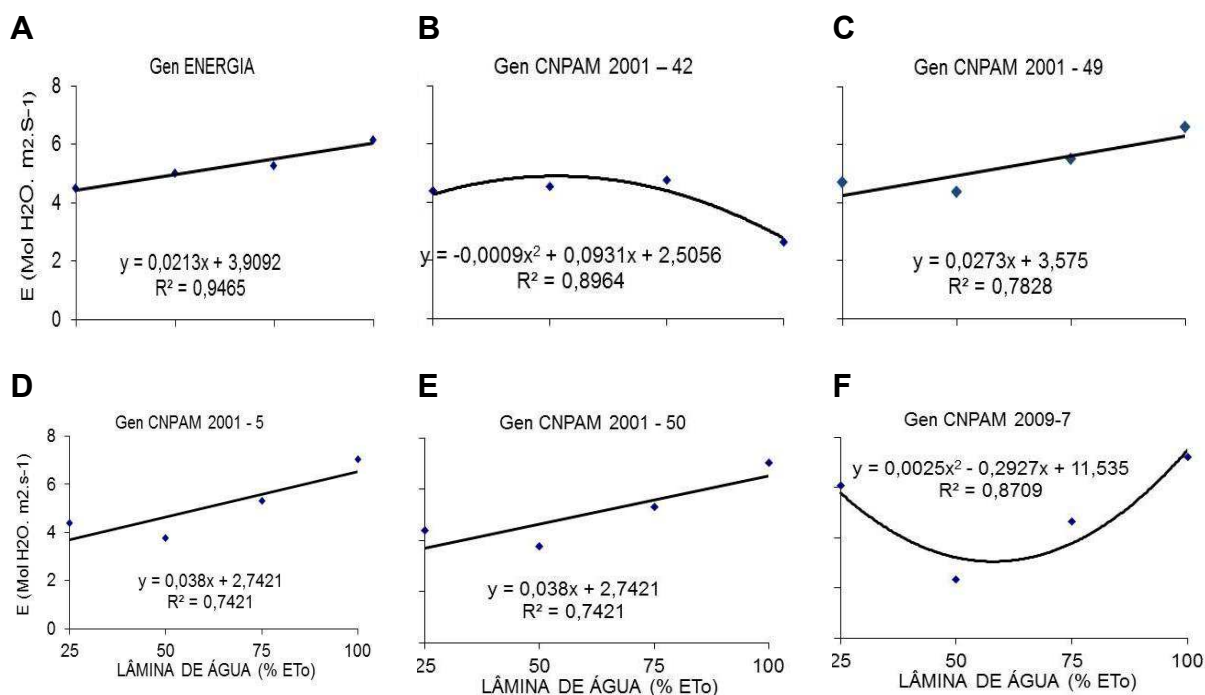 A
B
C
Gen ENERGIA
Gen CNPAM 2001 – 42
Gen CNPAM 2001 - 49
E (Mol H2O. m2.S–1)
8
6
4
2
0
y = 0,0213x + 3,9092
R² = 0,9465
y = -0,0009x² + 0,0931x + 2,5056
R² = 0,8964
y = 0,0273x + 3,575
R² = 0,7828
D
E
F
Gen CNPAM 2001 - 5
Gen CNPAM 2001 - 50
Gen CNPAM 2009-7
E (Mol H2O. m2.s-1)
8
6
4
2
0
y = 0,038x + 2,7421
R² = 0,7421
25 50 75 100
LÂMINA DE ÁGUA (% ETo)
y = 0,038x + 2,7421
R² = 0,7421
25 50 75 100
LÂMINA DE ÁGUA (% ETo)
y = 0,0025x² - 0,2927x + 11,535
R² = 0,8709
25 50 75 100
LÂMINA DE ÁGUA (% ETo)